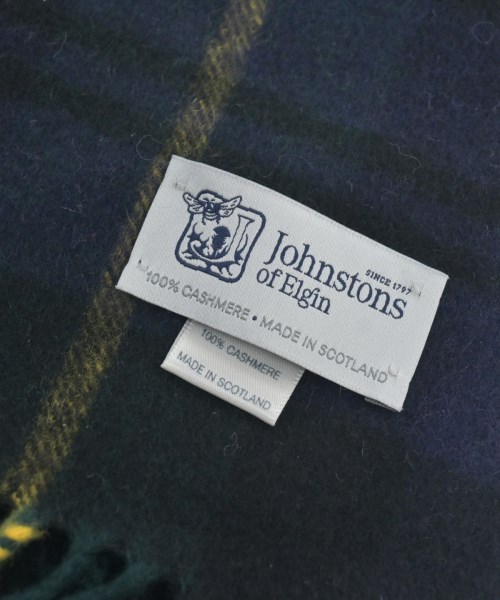 SINCE 1797
Johnstons
of Elgin
100% CASHMERE • MADE IN SCOTLAND
100% CASHMERE
MADE IN SCOTLAND